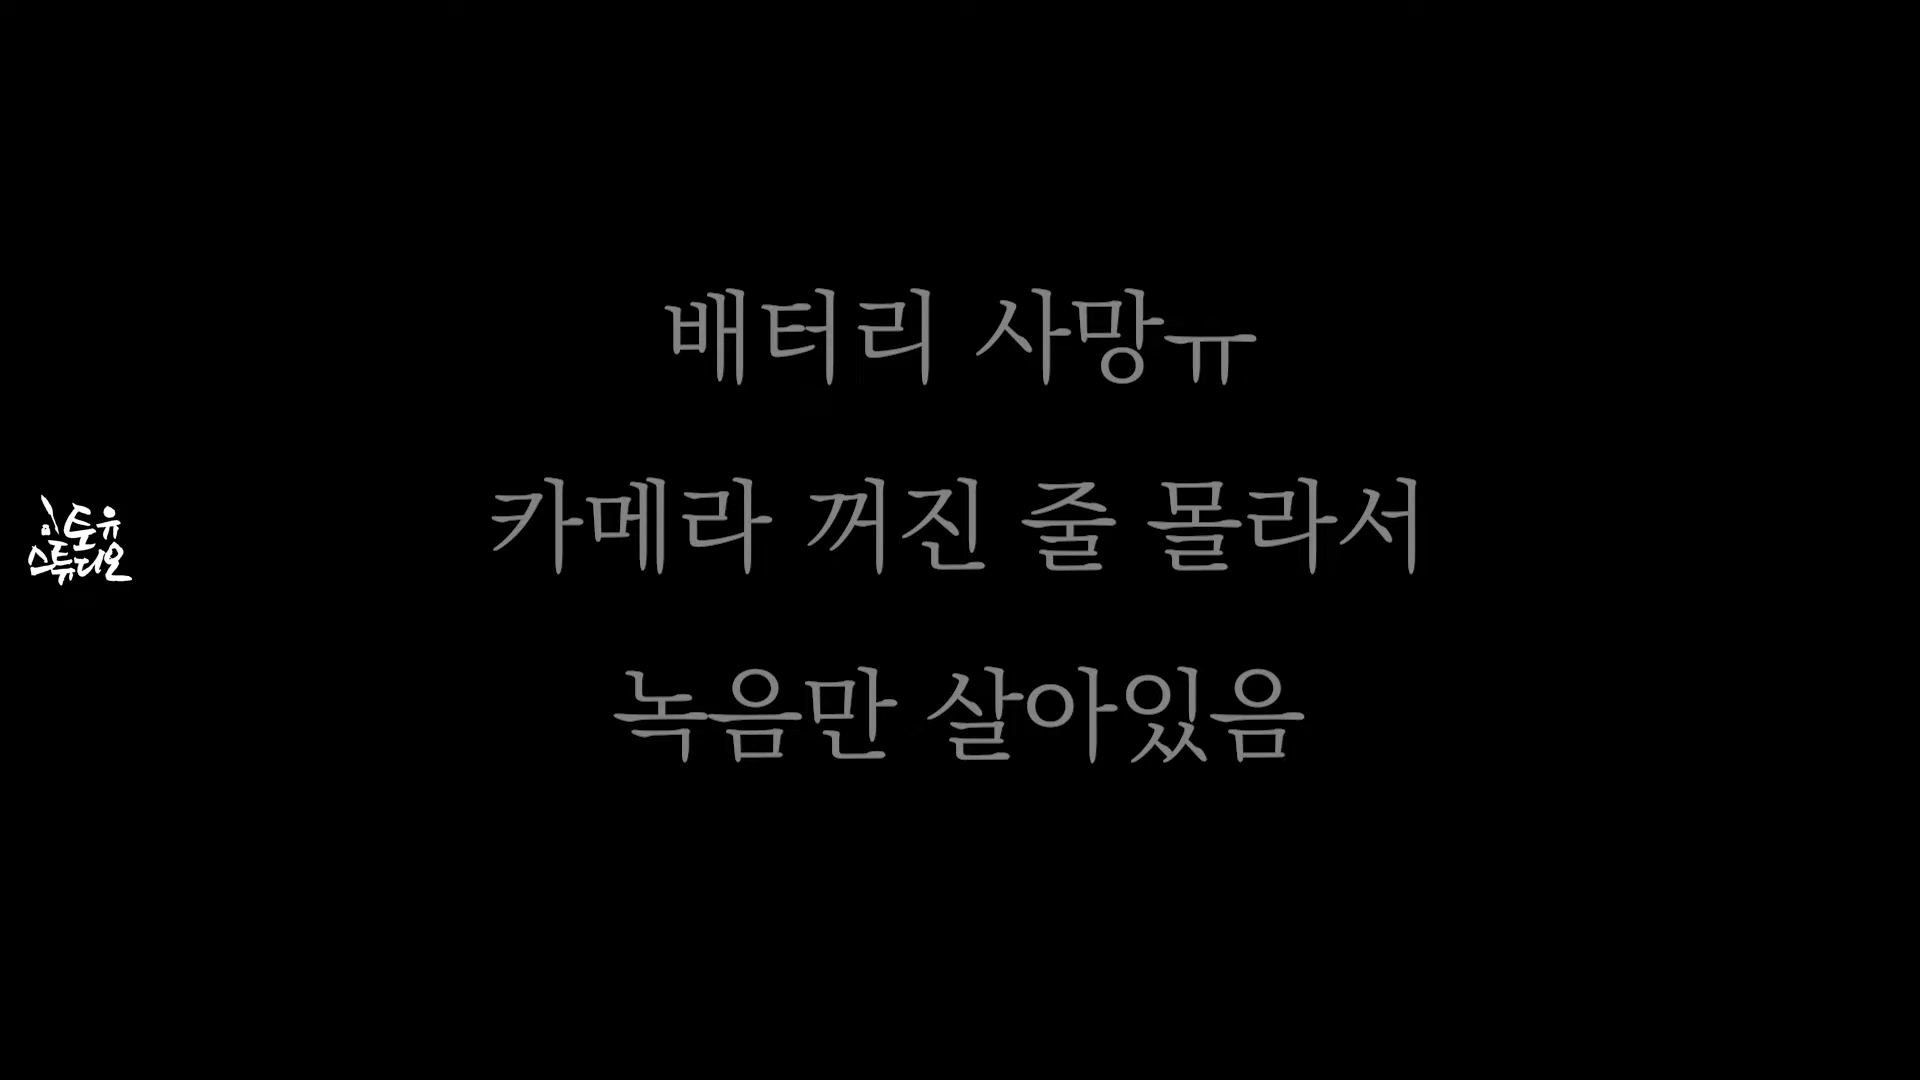 배터리 사망ㅠ
카메라 꺼진 줄 몰라서
녹음만 살아있음
토유
스튜디오